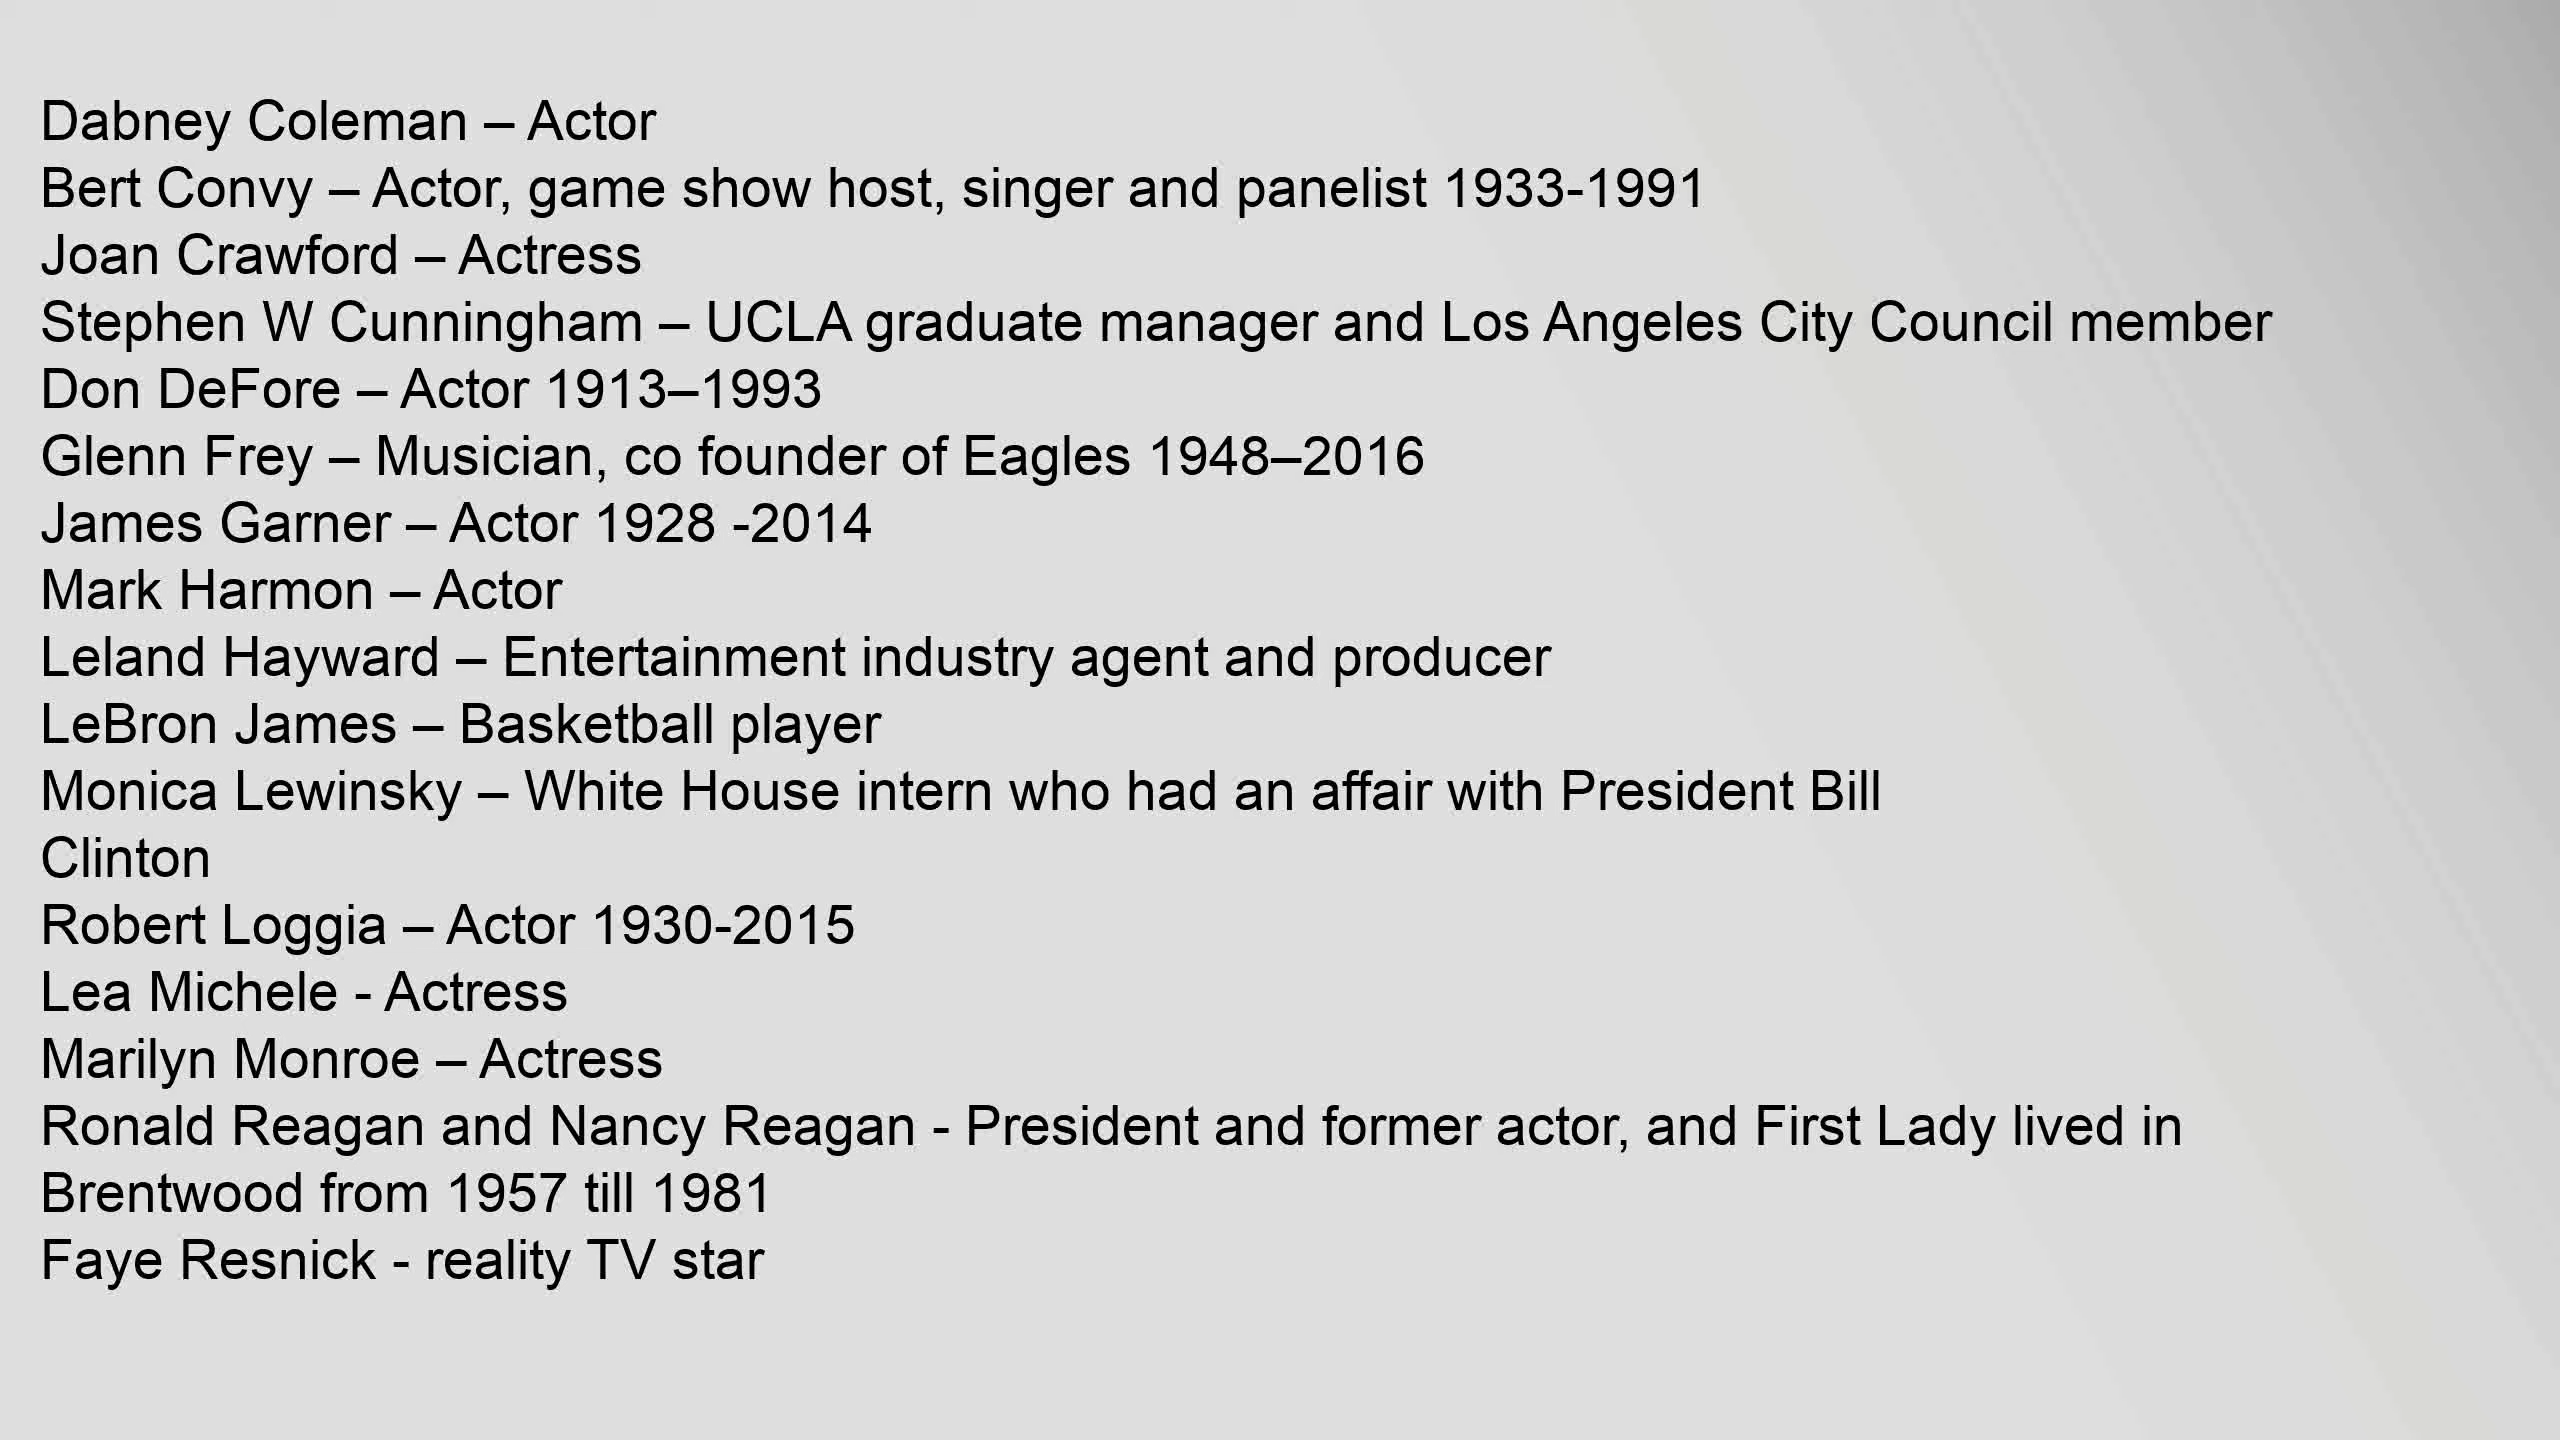 Dabney Coleman – Actor
Bert Convy – Actor, game show host, singer and panelist 1933-1991
Joan Crawford – Actress
Stephen W Cunningham – UCLA graduate manager and Los Angeles City Council member
Don DeFore – Actor 1913–1993
Glenn Frey – Musician, co founder of Eagles 1948–2016
James Garner – Actor 1928 -2014
Mark Harmon – Actor
Leland Hayward – Entertainment industry agent and producer
LeBron James – Basketball player
Monica Lewinsky – White House intern who had an affair with President Bill
Clinton
Robert Loggia – Actor 1930-2015
Lea Michele - Actress
Marilyn Monroe – Actress
Ronald Reagan and Nancy Reagan - President and former actor, and First Lady lived in
Brentwood from 1957 till 1981
Faye Resnick - reality TV star